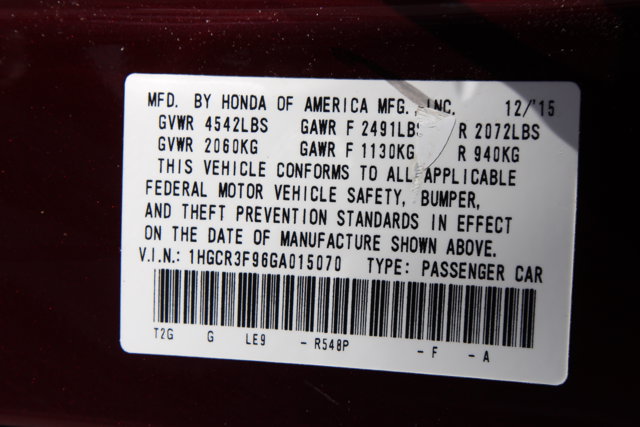 MFD. BY HONDA OF AMERICA MFG., INC. 12/'15
GVWR 4542LBS GAWR F 2491LBS R 2072LBS
GVWR 2060KG GAWR F 1130KG R 940KG
THIS VEHICLE CONFORMS TO ALL APPLICABLE
FEDERAL MOTOR VEHICLE SAFETY, BUMPER,
AND THEFT PREVENTION STANDARDS IN EFFECT
ON THE DATE OF MANUFACTURE SHOWN ABOVE.
V.I.N.: 1HGCR3F96GA015070 TYPE: PASSENGER CAR
T2G G LE9 - R548P - F - A